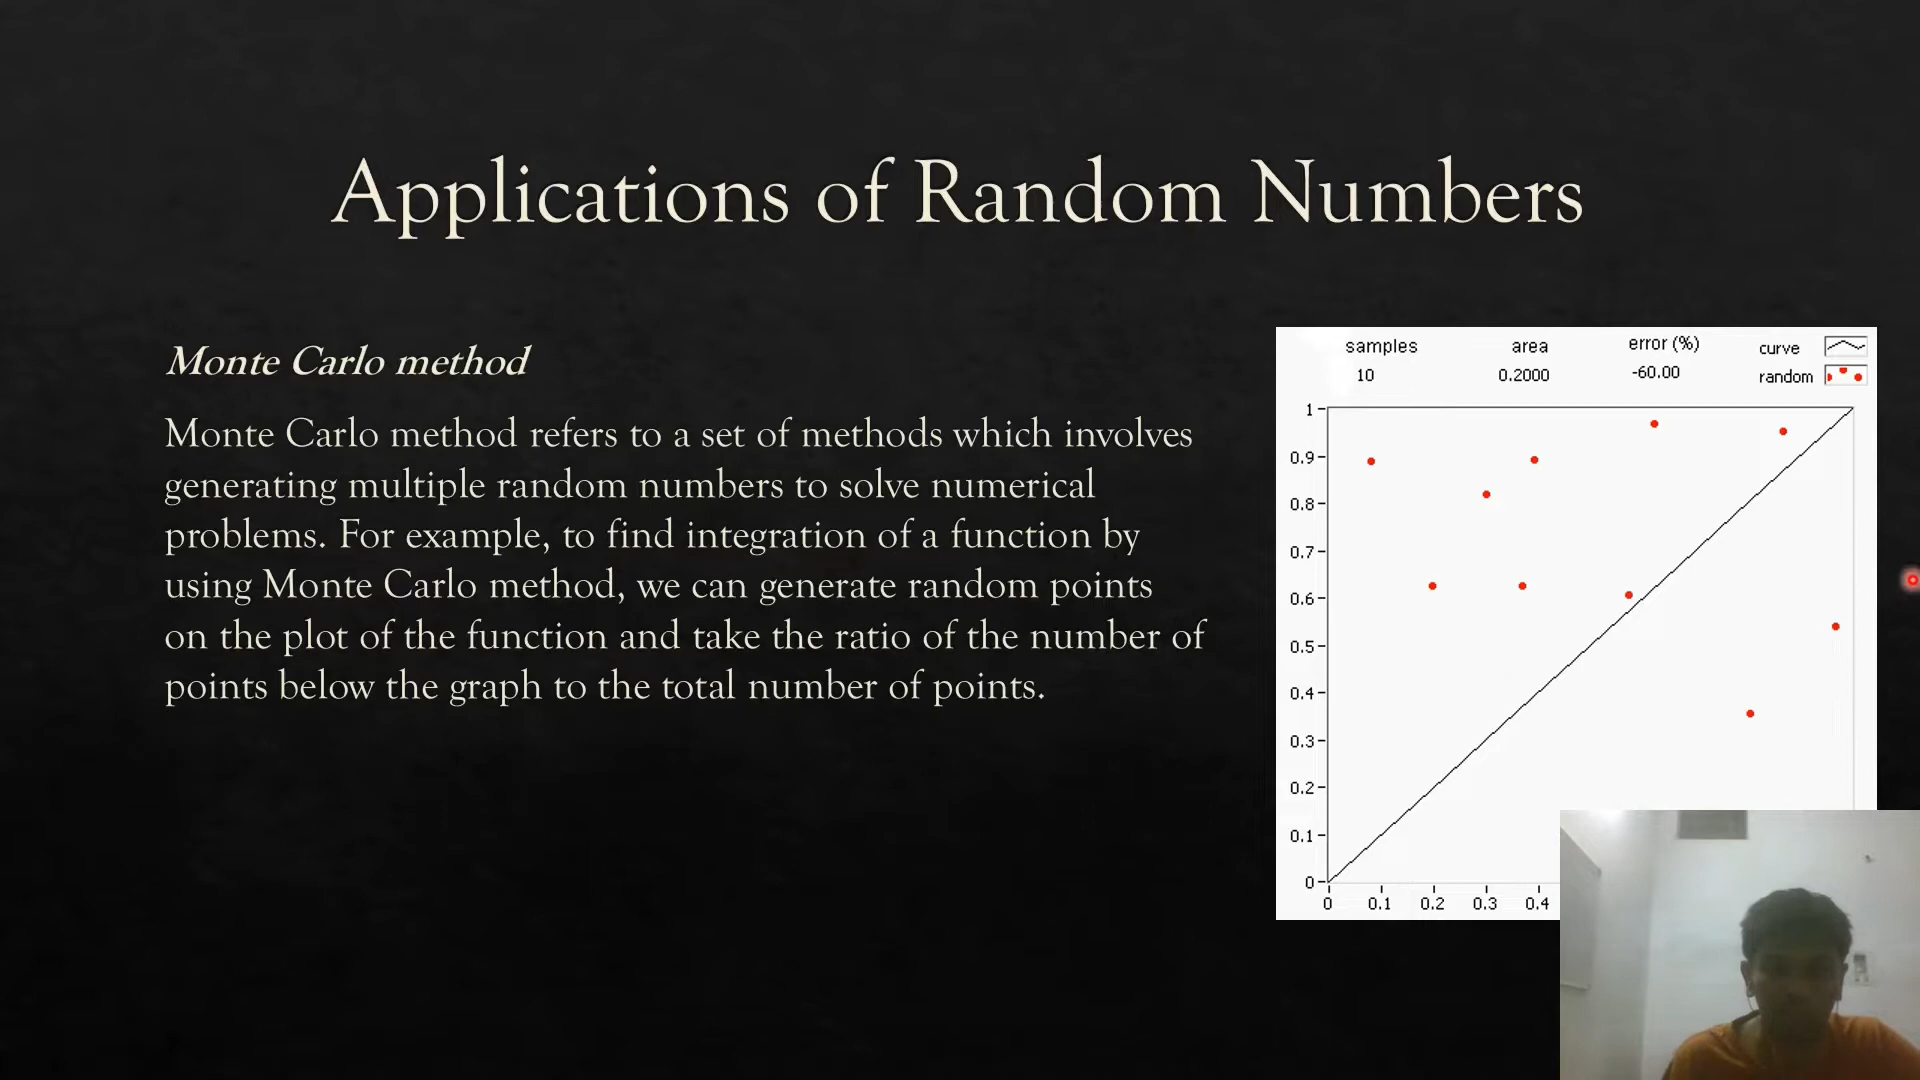 Applications of Random Numbers
Monte Carlo method
Monte Carlo method refers to a set of methods which involves
generating multiple random numbers to solve numerical
problems. For example, to find integration of a function by
using Monte Carlo method, we can generate random points
on the plot of the function and take the ratio of the number of
points below the graph to the total number of points.
samples area error (%) curve
10 0.2000 -60.00 random
1
0.9
0.8
0.7
0.6
0.5
0.4
0.3
0.2
0.1
0
0 0.1 0.2 0.3 0.4